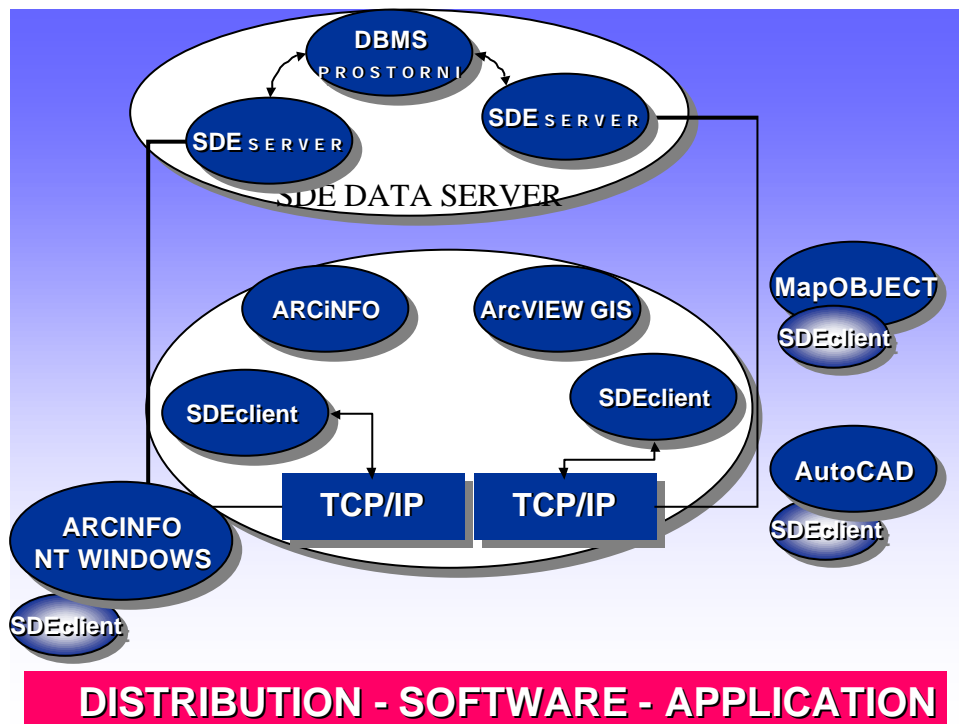 DBMS
PROSTORNI
SDE SERVER
SDE SERVER
SDE DATA SERVER
ARCiNFO
ArcVIEW GIS
MapOBJECT
SDEclient
SDEclient
SDEclient
AutoCAD
SDEclient
TCP/IP
TCP/IP
ARCINFO
NT WINDOWS
SDEclient
DISTRIBUTION - SOFTWARE - APPLICATION